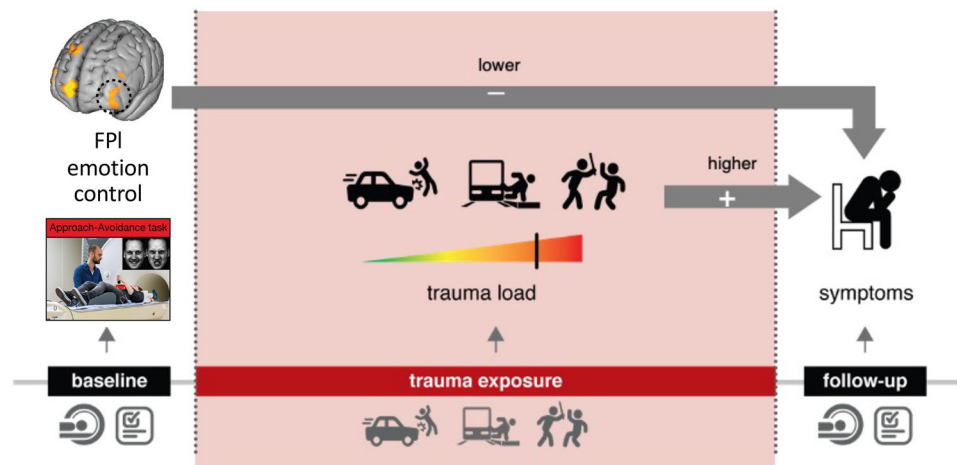 lower
−
FPl
emotion
control
higher
+
Approach-Avoidance task
trauma load
symptoms
baseline
trauma exposure
follow-up